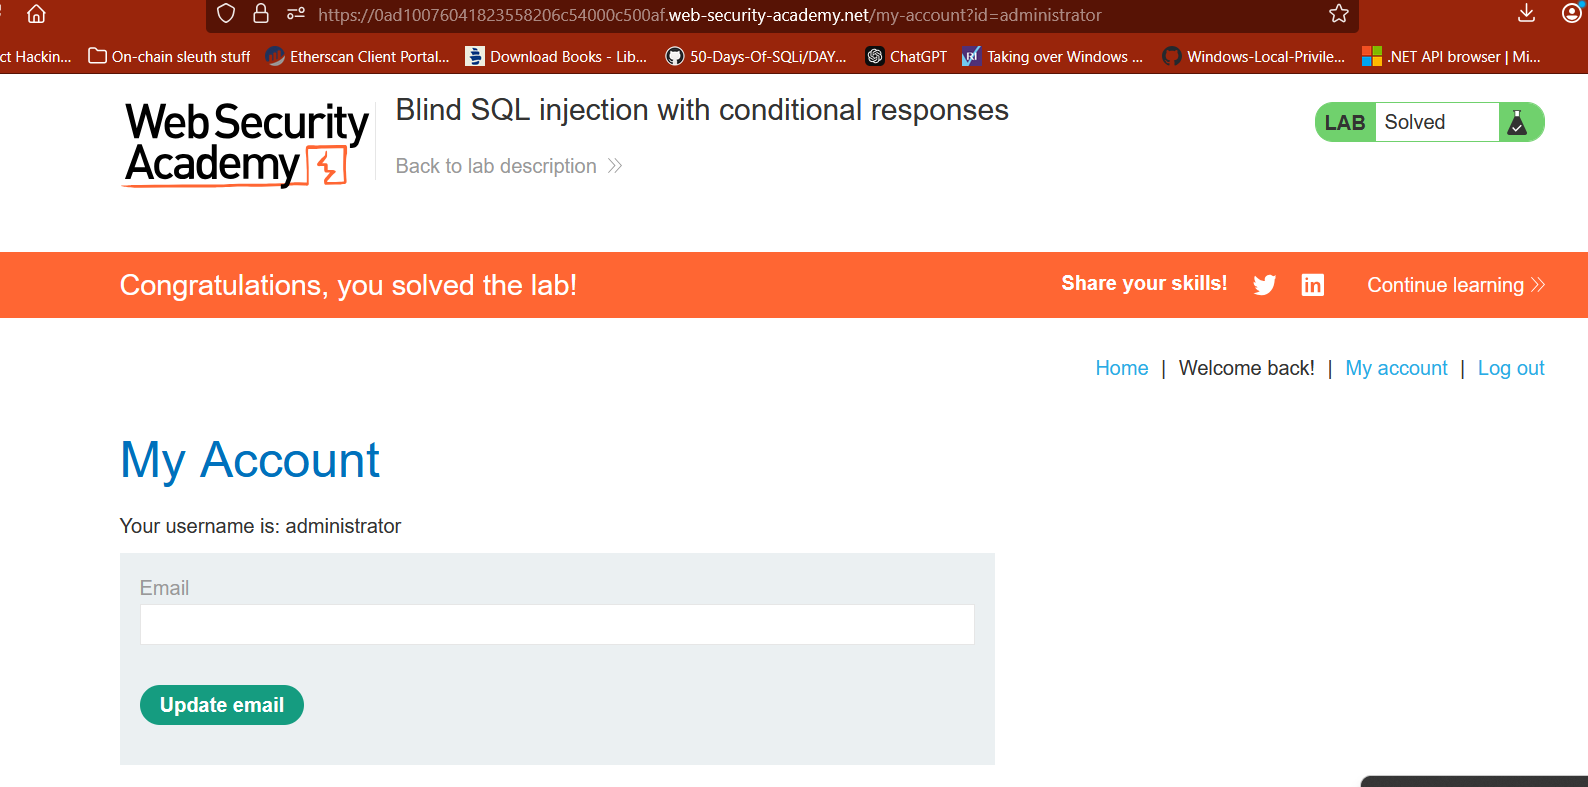 https://0ad10076041823558206c54000c500af.web-security-academy.net/my-account?id=administrator
ct Hackin... On-chain sleuth stuff Etherscan Client Portal... Download Books - Lib... 50-Days-Of-SQLi/DAY... ChatGPT Taking over Windows ... Windows-Local-Privile... .NET API browser | Mi...
Web Security
Academy
Blind SQL injection with conditional responses
Back to lab description
LAB Solved
Congratulations, you solved the lab!
Share your skills!
Continue learning
Home | Welcome back! | My account | Log out
My Account
Your username is: administrator
Email
Update email